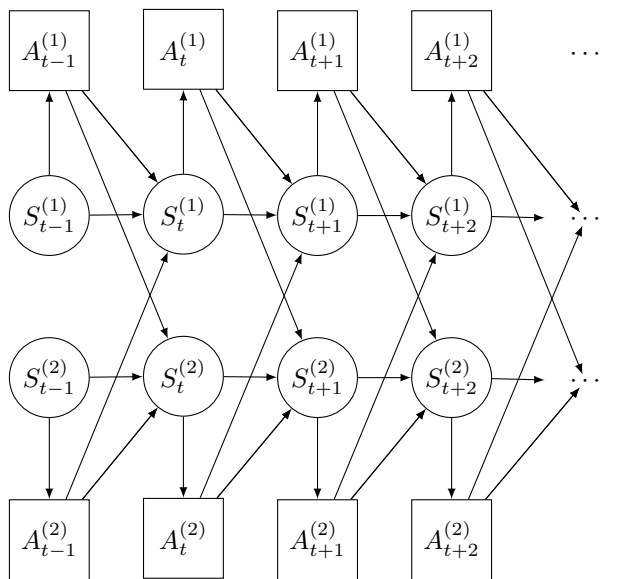 A_{t-1}^{(1)} A_t^{(1)} A_{t+1}^{(1)} A_{t+2}^{(1)} ⋯
S_{t-1}^{(1)} S_t^{(1)} S_{t+1}^{(1)} S_{t+2}^{(1)} ⋯
S_{t-1}^{(2)} S_t^{(2)} S_{t+1}^{(2)} S_{t+2}^{(2)} ⋯
A_{t-1}^{(2)} A_t^{(2)} A_{t+1}^{(2)} A_{t+2}^{(2)}